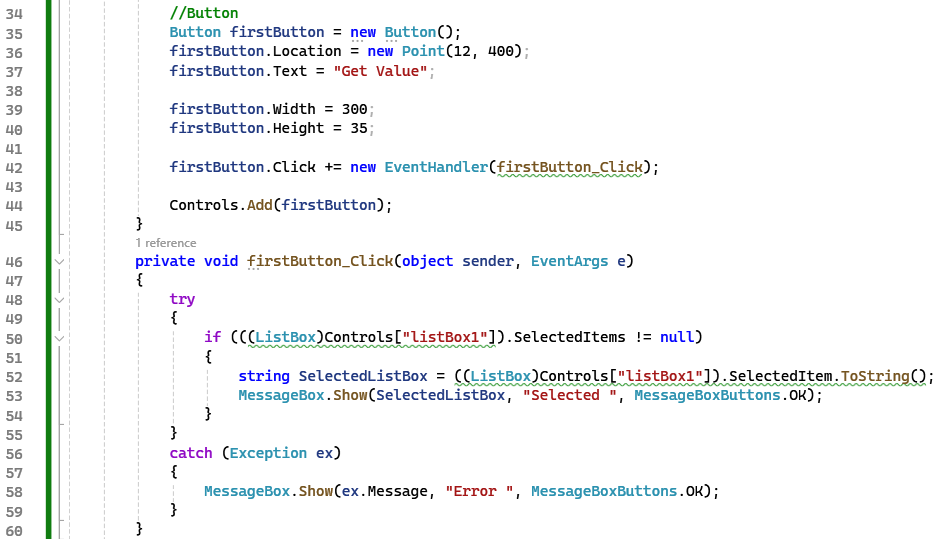 34 //Button
35 Button firstButton = new Button();
36 firstButton.Location = new Point(12, 400);
37 firstButton.Text = "Get Value";
38
39 firstButton.Width = 300;
40 firstButton.Height = 35;
41
42 firstButton.Click += new EventHandler(firstButton_Click);
43
44 Controls.Add(firstButton);
45 }
1 reference
46 private void firstButton_Click(object sender, EventArgs e)
47 {
48 try
49 {
50 if (((ListBox)Controls["listBox1"]).SelectedItems != null)
51 {
52 string SelectedListBox = ((ListBox)Controls["listBox1"]).SelectedItem.ToString();
53 MessageBox.Show(SelectedListBox, "Selected ", MessageBoxButtons.OK);
54 }
55 }
56 catch (Exception ex)
57 {
58 MessageBox.Show(ex.Message, "Error ", MessageBoxButtons.OK);
59 }
60 }